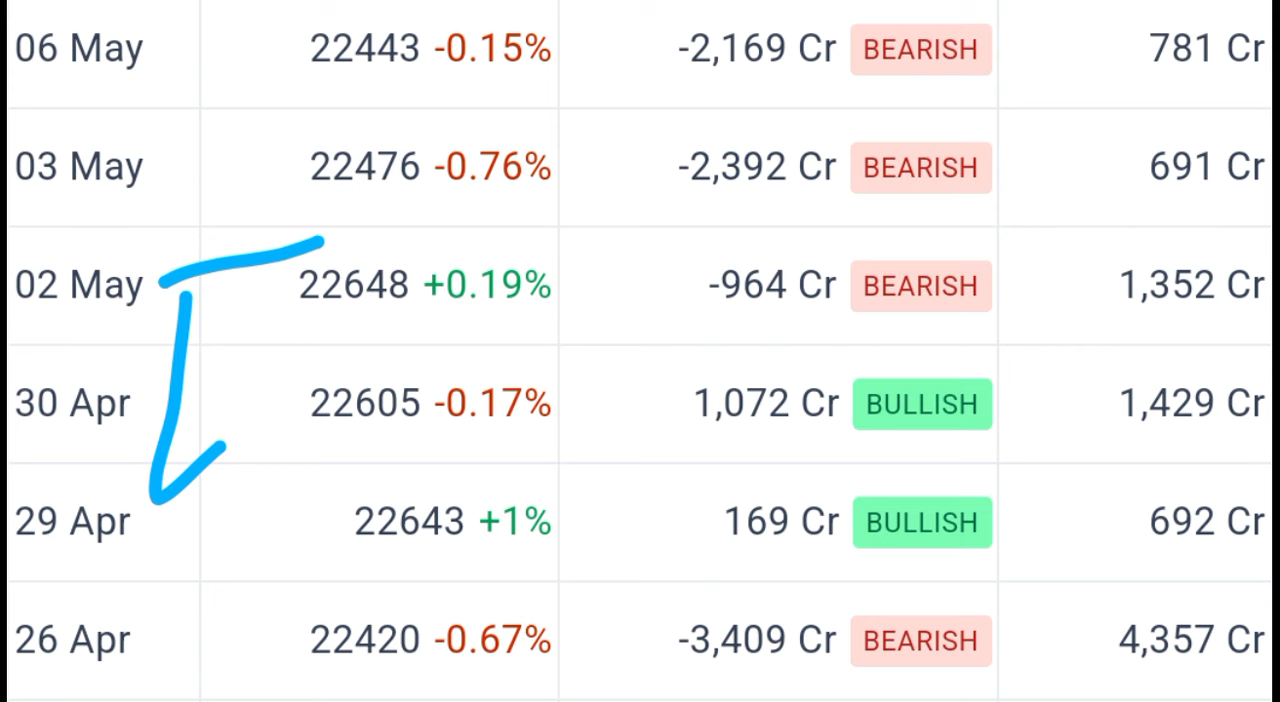 06 May 22443 -0.15% -2,169 Cr BEARISH 781 Cr
03 May 22476 -0.76% -2,392 Cr BEARISH 691 Cr
02 May 22648 +0.19% -964 Cr BEARISH 1,352 Cr
30 Apr 22605 -0.17% 1,072 Cr BULLISH 1,429 Cr
29 Apr 22643 +1% 169 Cr BULLISH 692 Cr
26 Apr 22420 -0.67% -3,409 Cr BEARISH 4,357 Cr